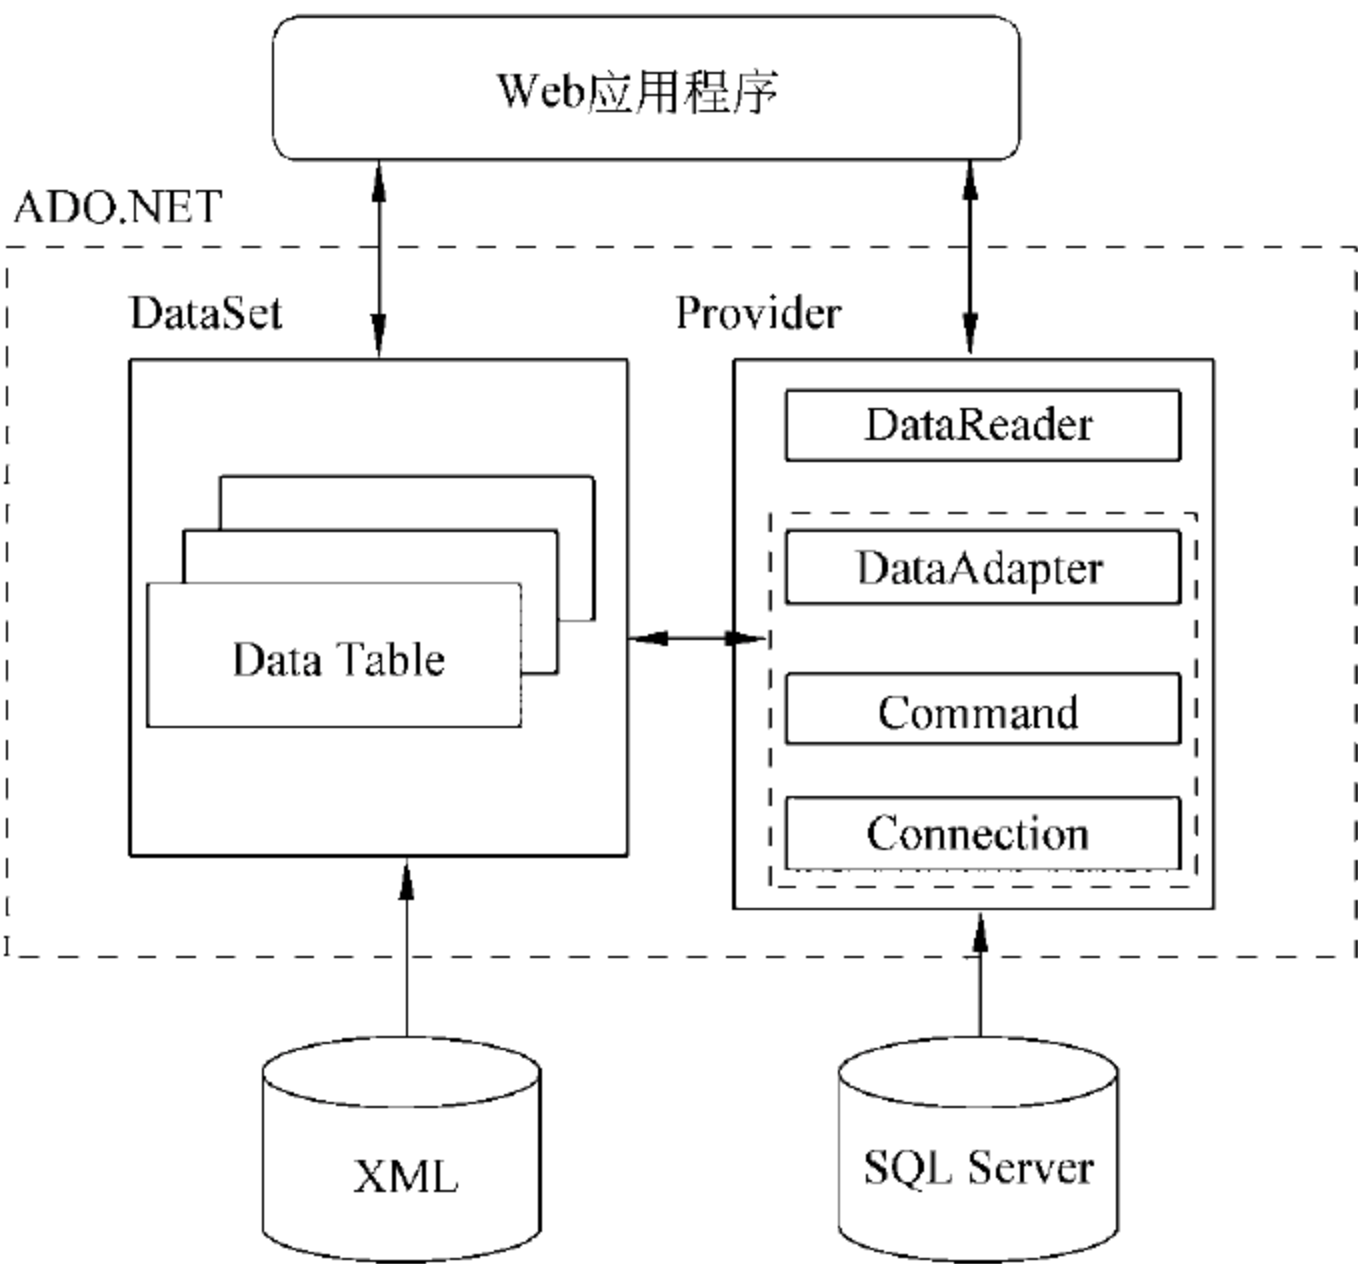 Web应用程序
ADO.NET
DataSet
Provider
DataReader
DataAdapter
Data Table
Command
Connection
XML
SQL Server